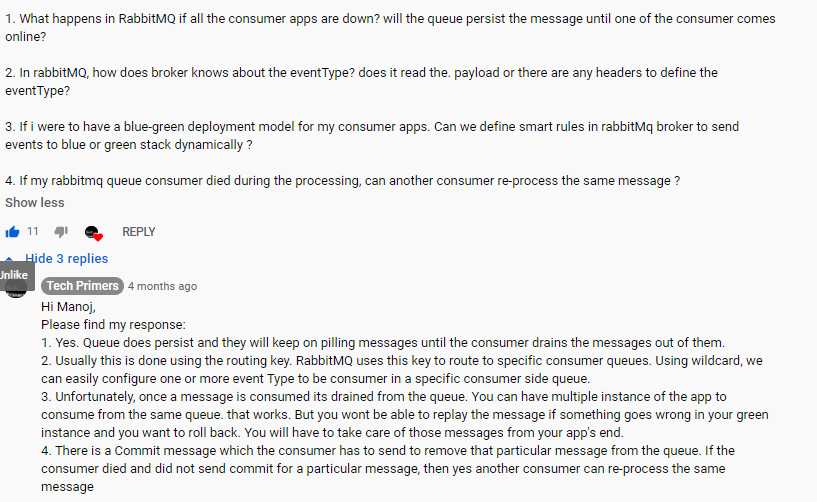 1. What happens in RabbitMQ if all the consumer apps are down? will the queue persist the message until one of the consumer comes
online?
2. In rabbitMQ, how does broker knows about the eventType? does it read the. payload or there are any headers to define the
eventType?
3. If i were to have a blue-green deployment model for my consumer apps. Can we define smart rules in rabbitMq broker to send
events to blue or green stack dynamically ?
4. If my rabbitmq queue consumer died during the processing, can another consumer re-process the same message ?
Show less
11 REPLY
Hide 3 replies
Unlike
Tech Primers 4 months ago
Hi Manoj,
Please find my response:
1. Yes. Queue does persist and they will keep on pilling messages until the consumer drains the messages out of them.
2. Usually this is done using the routing key. RabbitMQ uses this key to route to specific consumer queues. Using wildcard, we
can easily configure one or more event Type to be consumer in a specific consumer side queue.
3. Unfortunately, once a message is consumed its drained from the queue. You can have multiple instance of the app to
consume from the same queue. that works. But you wont be able to replay the message if something goes wrong in your green
instance and you want to roll back. You will have to take care of those messages from your app's end.
4. There is a Commit message which the consumer has to send to remove that particular message from the queue. If the
consumer died and did not send commit for a particular message, then yes another consumer can re-process the same
message